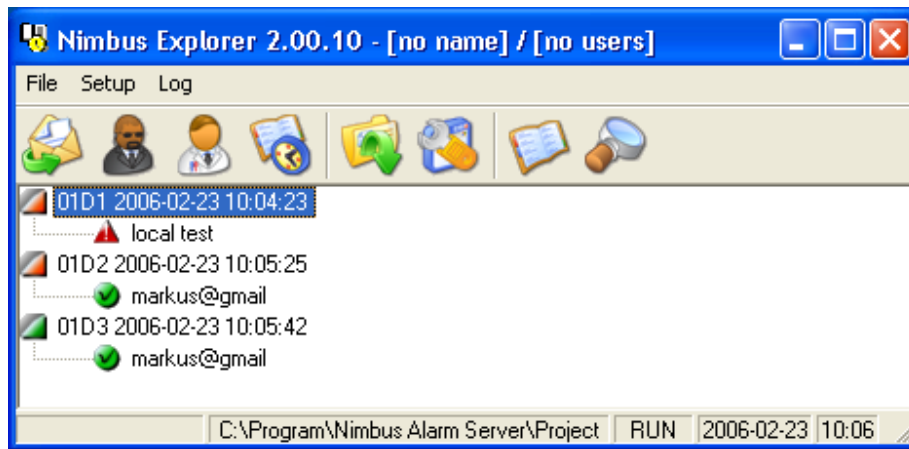 Nimbus Explorer 2.00.10 - [no name] / [no users]
File Setup Log
01D1 2006-02-23 10:04:23
local test
01D2 2006-02-23 10:05:25
markus@gmail
01D3 2006-02-23 10:05:42
markus@gmail
C:\Program\Nimbus Alarm Server\Project RUN 2006-02-23 10:06